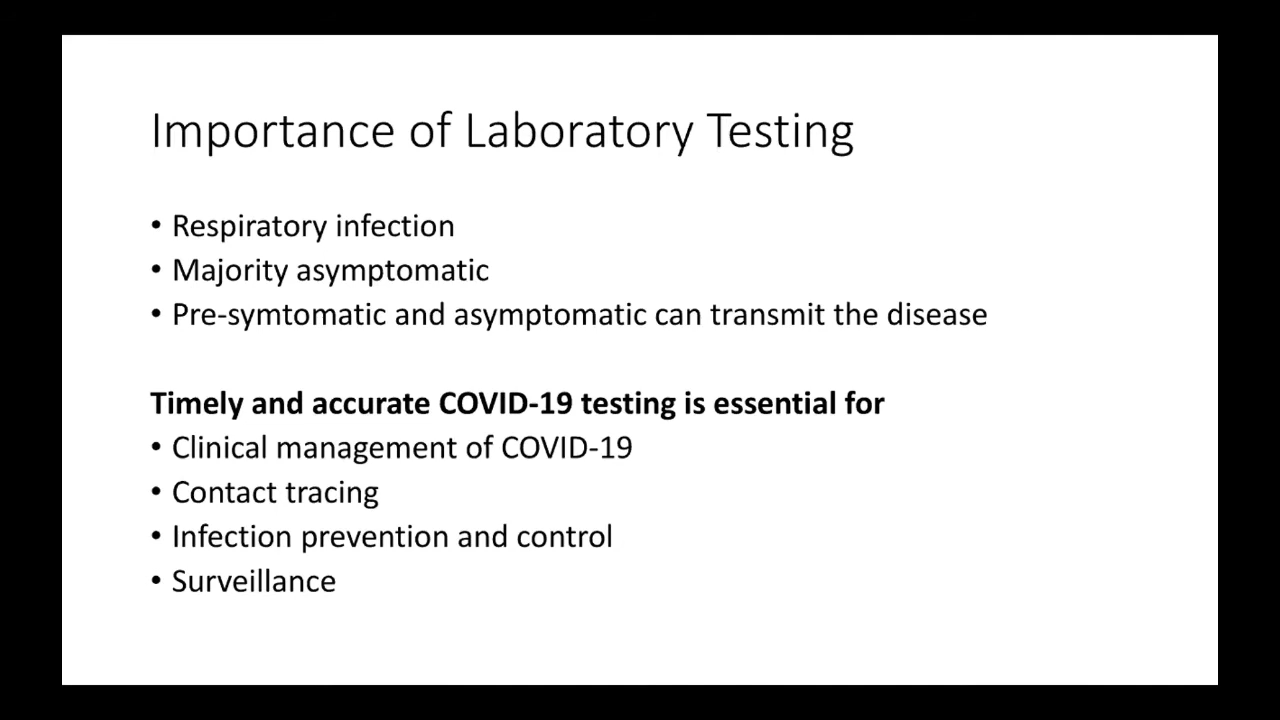 Importance of Laboratory Testing
• Respiratory infection
• Majority asymptomatic
• Pre-symtomatic and asymptomatic can transmit the disease
Timely and accurate COVID-19 testing is essential for
• Clinical management of COVID-19
• Contact tracing
• Infection prevention and control
• Surveillance